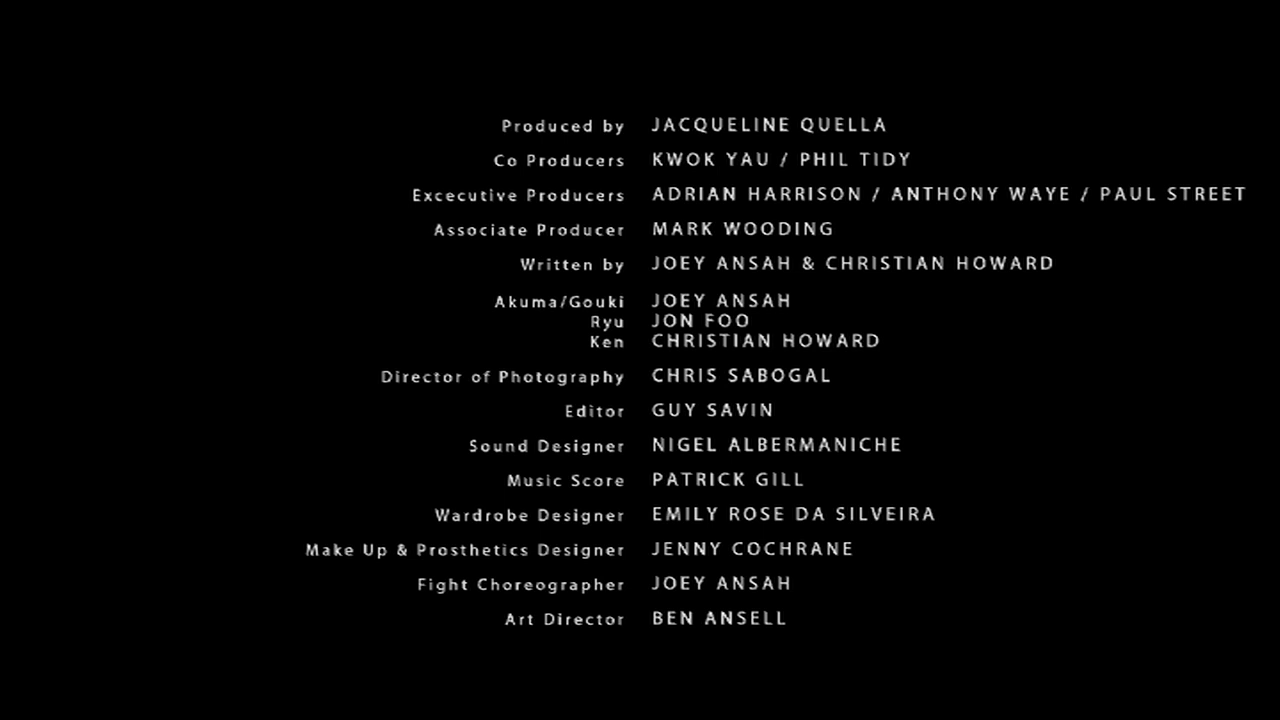 Produced by JACQUELINE QUELLA
Co Producers KWOK YAU / PHIL TIDY
Excecutive Producers ADRIAN HARRISON / ANTHONY WAYE / PAUL STREET
Associate Producer MARK WOODING
Written by JOEY ANSAH & CHRISTIAN HOWARD
Akuma/Gouki JOEY ANSAH
Ryu JON FOO
Ken CHRISTIAN HOWARD
Director of Photography CHRIS SABOGAL
Editor GUY SAVIN
Sound Designer NIGEL ALBERMANICHE
Music Score PATRICK GILL
Wardrobe Designer EMILY ROSE DA SILVEIRA
Make Up & Prosthetics Designer JENNY COCHRANE
Fight Choreographer JOEY ANSAH
Art Director BEN ANSELL